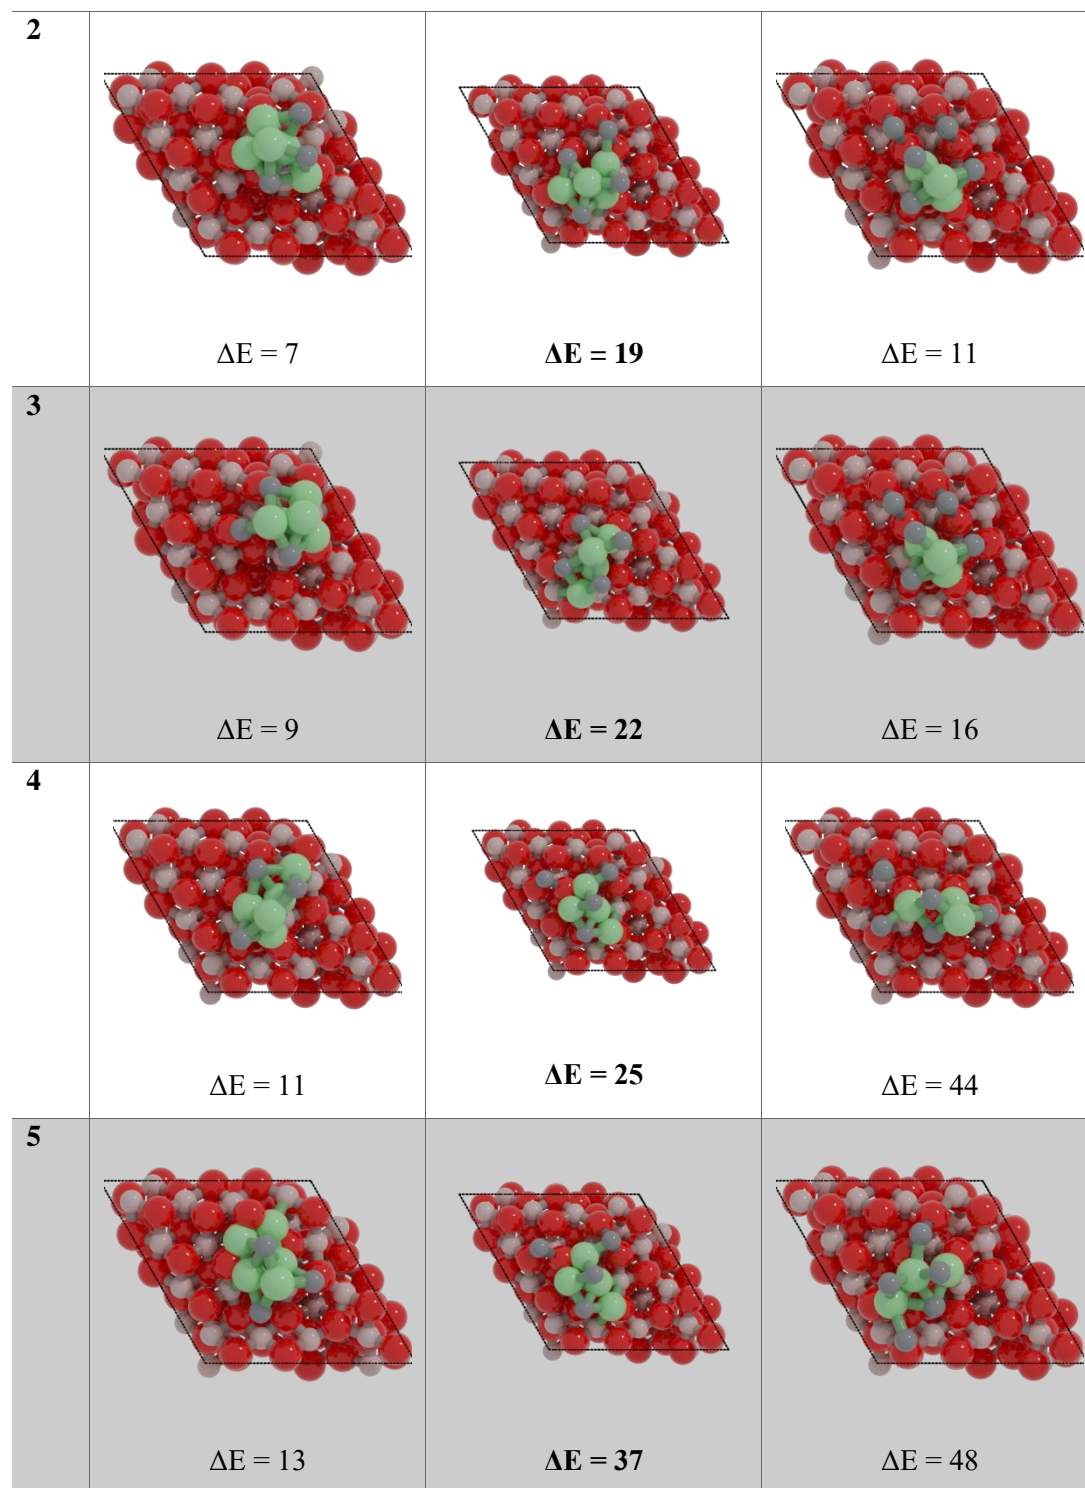 2
ΔE = 7
ΔE = 19
ΔE = 11
3
ΔE = 9
ΔE = 22
ΔE = 16
4
ΔE = 11
ΔE = 25
ΔE = 44
5
ΔE = 13
ΔE = 37
ΔE = 48